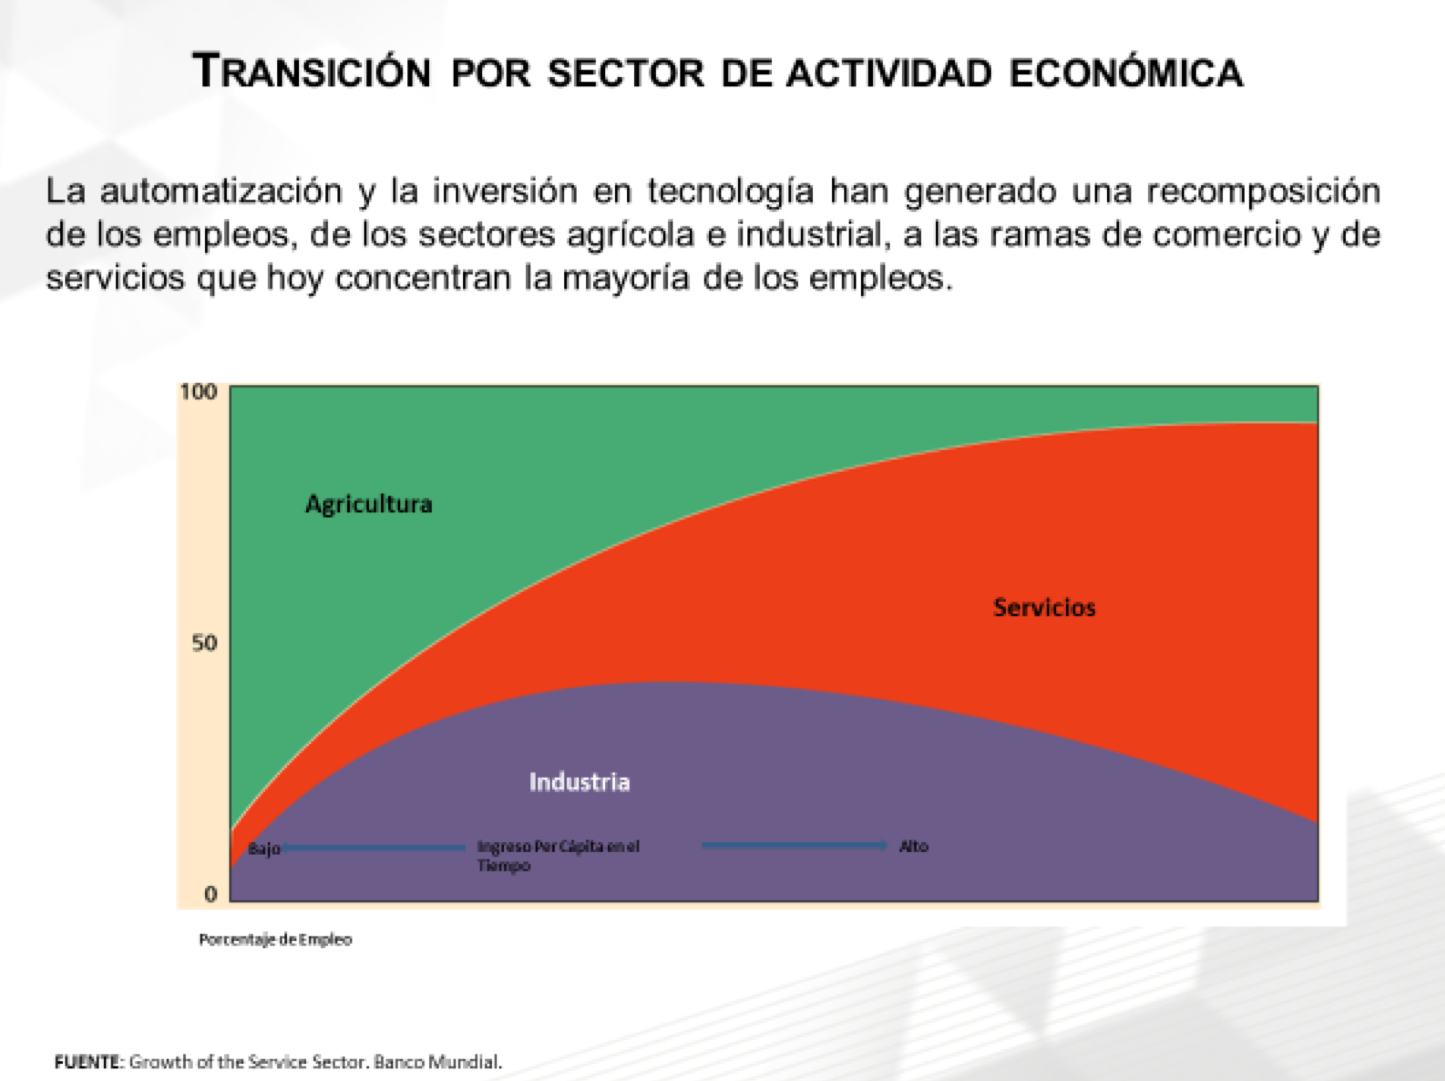 TRANSICIÓN POR SECTOR DE ACTIVIDAD ECONÓMICA
La automatización y la inversión en tecnología han generado una recomposición
de los empleos, de los sectores agrícola e industrial, a las ramas de comercio y de
servicios que hoy concentran la mayoría de los empleos.
100
Agricultura
Servicios
50
Industria
Bajo Ingreso Per Cápita en el Alto
Tiempo
0
Porcentaje de Empleo
FUENTE: Growth of the Service Sector. Banco Mundial.